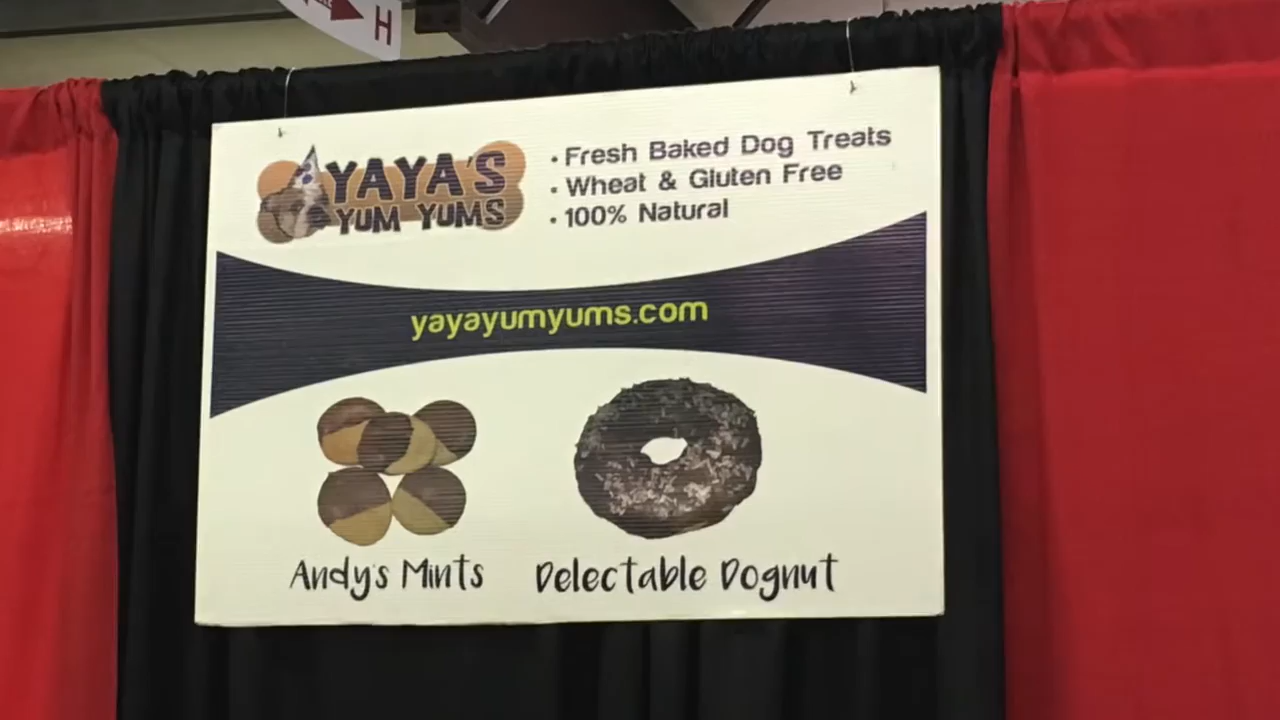 H
YAYA'S
YUM YUMS
• Fresh Baked Dog Treats
• Wheat & Gluten Free
• 100% Natural
yayayumyums.com
Andy's Mints
Delectable Dognut